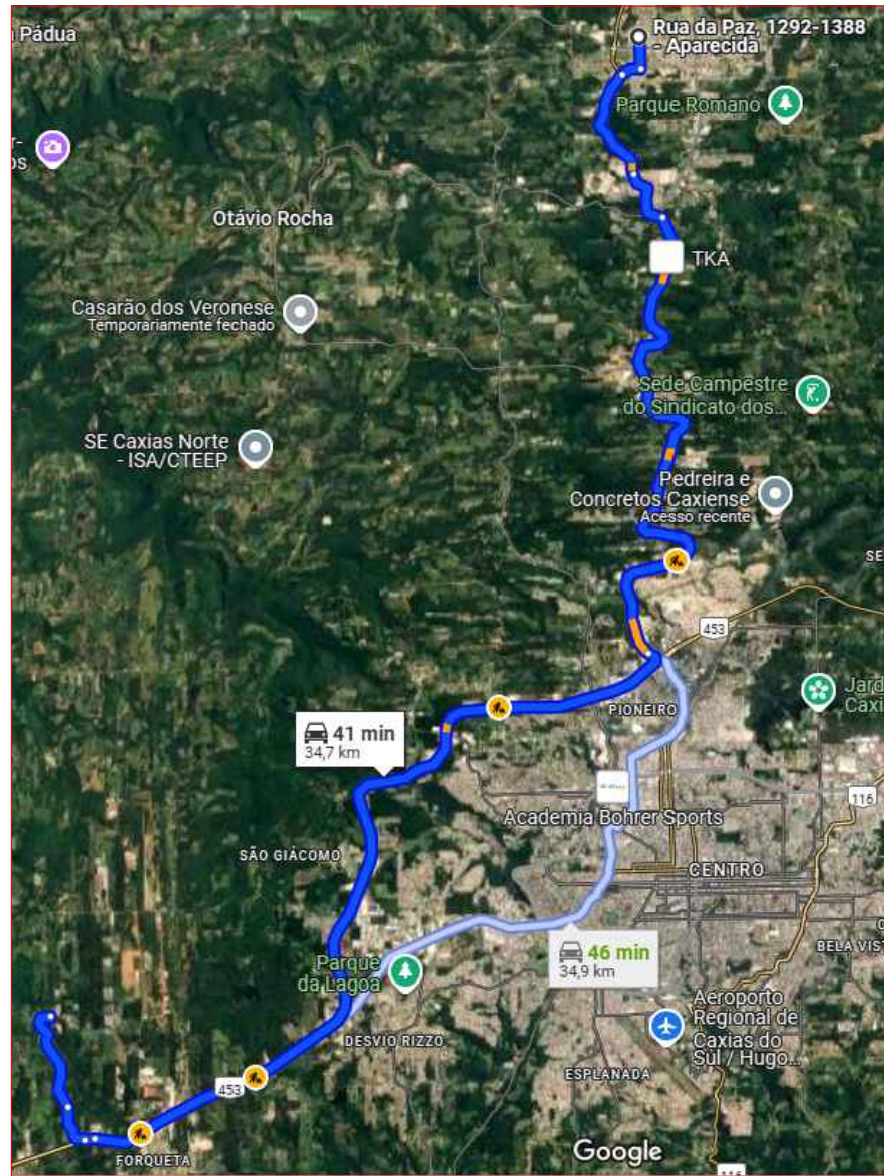 Pádua
Rua da Paz, 1292-1388
- Aparecida
Parque Romano
r-
os
Otávio Rocha
TKA
Casarão dos Veronese
Temporariamente fechado
Sede Campestre
do Sindicato dos...
SE Caxias Norte
- ISA/CTEEP
Pedreira e
Concretos Caxiense
Acesso recente
SE
453
Jard
Caxi
PIONEIRO
41 min
34,7 km
116
Academia Bohrer Sports
SÃO GIÁCOMO
CENTRO
46 min
34,9 km
BELA VIST
Parque
da Lagoa
Aeroporto
Regional de
Caxias do
Sul / Hugo...
DESVIO RIZZO
ESPLANADA
453
FORQUETA
Google
116